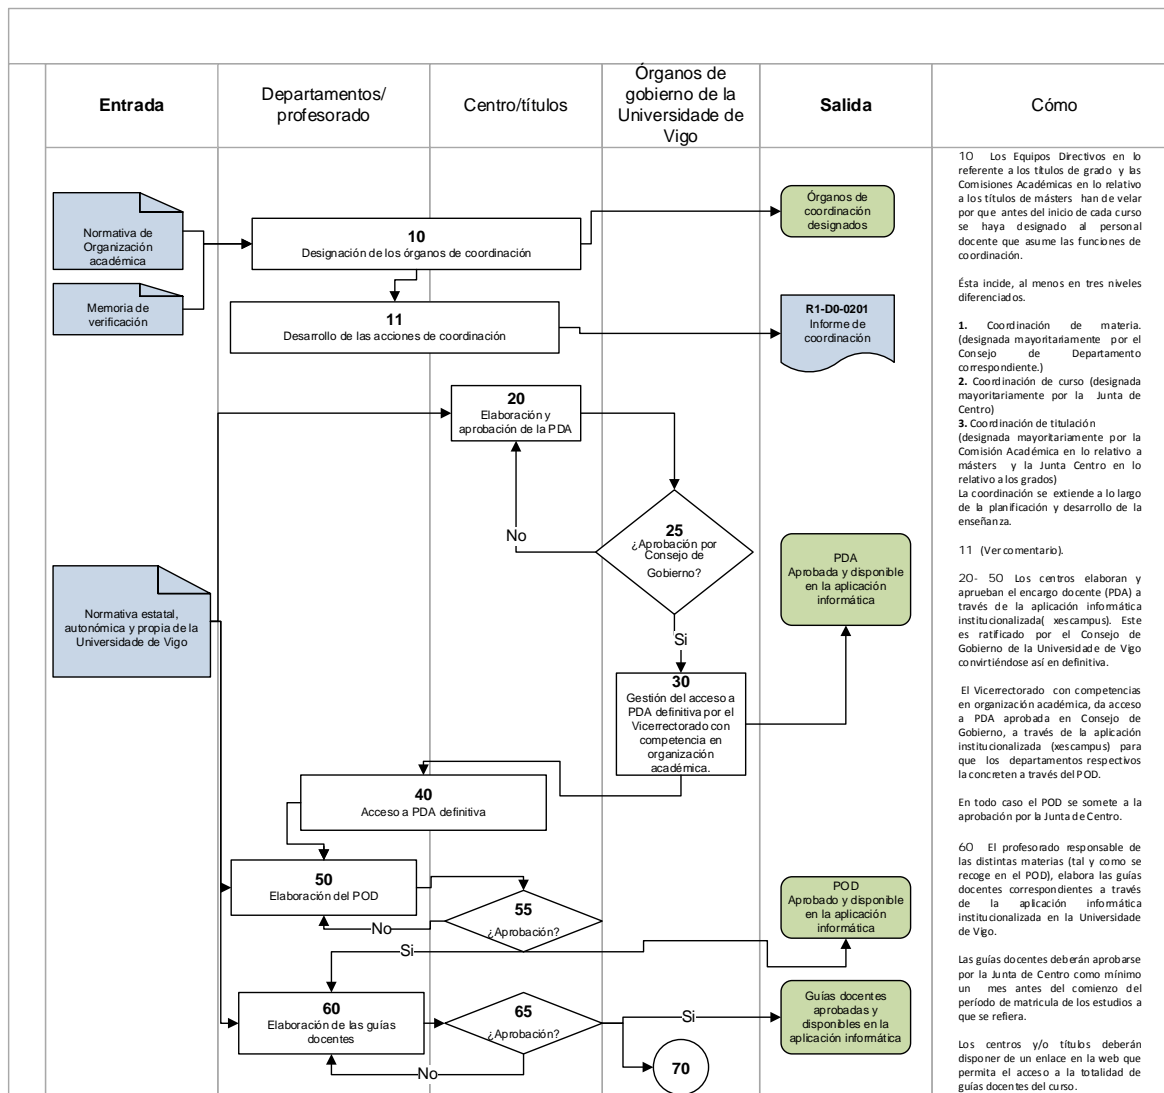 Entrada
Departamentos/
profesorado
Centro/títulos
Órganos de
gobierno de la
Universidade de
Vigo
Salida
Cómo
Normativa de
Organización
académica
Memoria de
verificación
10
Designación de los órganos de coordinación
Órganos de
coordinación
designados
11
Desarrollo de las acciones de coordinación
R1-D0-0201
Informe de
coordinación
20
Elaboración y
aprobación de la PDA
25
¿Aprobación por
Consejo de
Gobierno?
No
Si
PDA
Aprobada y disponible
en la aplicación
informática
Normativa estatal,
autonómica y propia de la
Universidade de Vigo
30
Gestión del acceso a
PDA definitiva por el
Vicerrectorado con
competencia en
organización
académica.
40
Acceso a PDA definitiva
50
Elaboración del POD
55
¿Aprobación?
No
Si
POD
Aprobado y disponible
en la aplicación
informática
60
Elaboración de las guías
docentes
65
¿Aprobación?
Si
No
70
Guías docentes
aprobadas y
disponibles en la
aplicación informática
10 Los Equipos Directivos en lo
referente a los títulos de grado y las
Comisiones Académicas en lo relativo
a los títulos de másters han de velar
por que antes del inicio de cada curso
se haya designado al personal
docente que asume las funciones de
coordinación.
Ésta incide, al menos en tres niveles
diferenciados.
1. Coordinación de materia.
(designada mayoritariamente por el
Consejo de Departamento
correspondiente.)
2. Coordinación de curso (designada
mayoritariamente por la Junta de
Centro)
3. Coordinación de titulación
(designada mayoritariamente por la
Comisión Académica en lo relativo a
másters y la Junta Centro en lo
relativo a los grados)
La coordinación se extiende a lo largo
de la planificación y desarrollo de la
enseñanza.
11 (Ver comentario).
20- 50 Los centros elaboran y
aprueban el encargo docente (PDA) a
través de la aplicación informática
institucionalizada( xescampus). Este
es ratificado por el Consejo de
Gobierno de la Universidade de Vigo
convirtiéndose así en definitiva.
El Vicerrectorado con competencias
en organización académica, da acceso
a PDA aprobada en Consejo de
Gobierno, a través de la aplicación
institucionalizada (xescampus) para
que los departamentos respectivos
la concreten a través del POD.
En todo caso el POD se somete a la
aprobación por la Junta de Centro.
60 El profesorado responsable de
las distintas materias (tal y como se
recoge en el POD), elabora las guías
docentes correspondientes a través
de la aplicación informática
institucionalizada en la Universidade
de Vigo.
Las guías docentes deberán aprobarse
por la Junta de Centro como mínimo
un mes antes del comienzo del
período de matricula de los estudios a
que se refiera.
Los centros y/o títulos deberán
disponer de un enlace en la web que
permita el acceso a la totalidad de
guías docentes del curso.